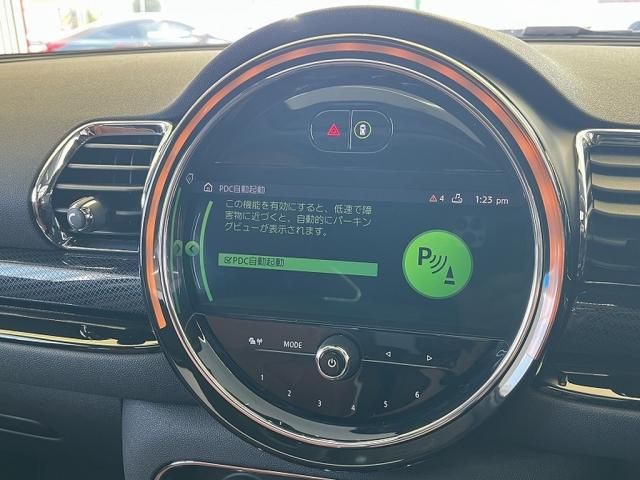 PDC自動起動
4 1:23 pm
この機能を有効にすると、低速で障
害物に近づくと、自動的にパーキン
グビューが表示されます。
PDC自動起動
P
MODE
1 2 3 4 5 6